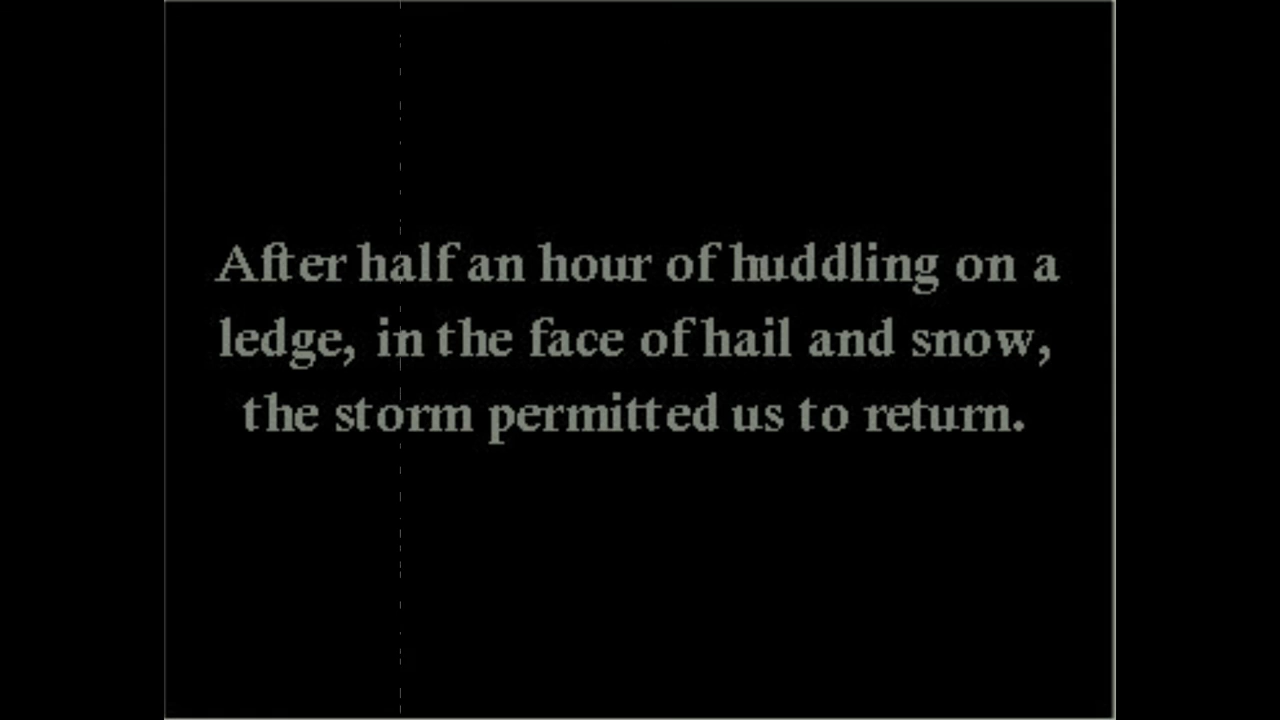 After half an hour of huddling on a
ledge, in the face of hail and snow,
the storm permitted us to return.